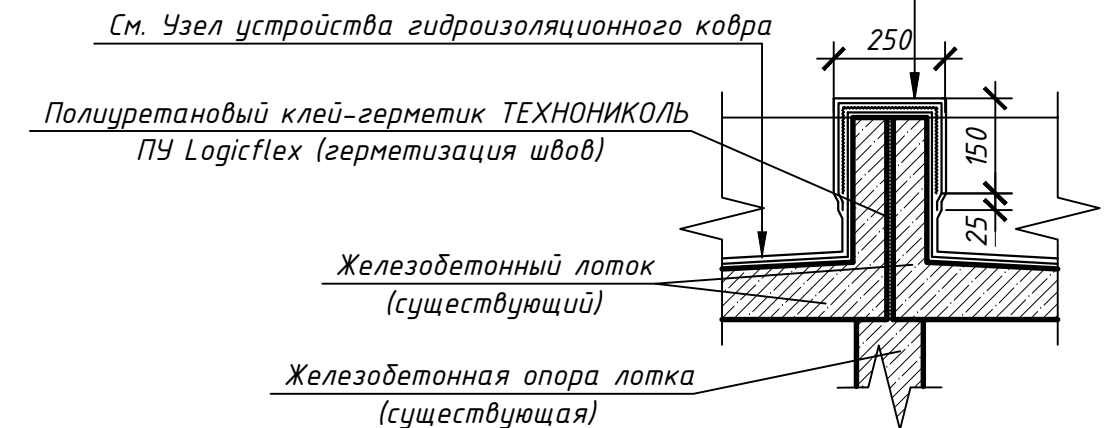 См. Узел устройства гидроизоляционного ковра
250
Полиуретановый клей-герметик ТЕХНОНИКОЛЬ
ПУ Logicflex (герметизация швов)
150
25
Железобетонный лоток
(существующий)
Железобетонная опора лотка
(существующая)